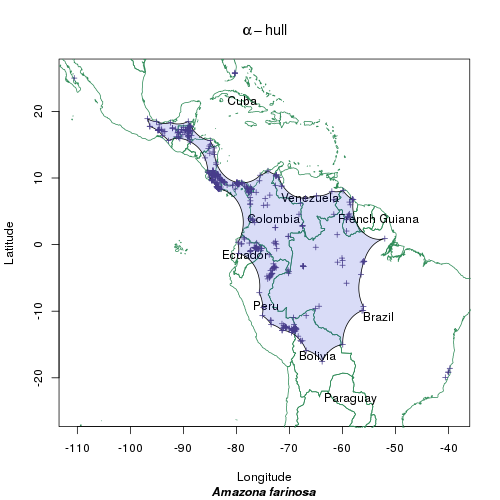 α – hull
Cuba
Venezuela
Colombia
French Guiana
Ecuador
Peru
Brazil
Bolivia
Paraguay
Latitude
20
10
0
-10
-20
-110 -100 -90 -80 -70 -60 -50 -40
Longitude
Amazona farinosa